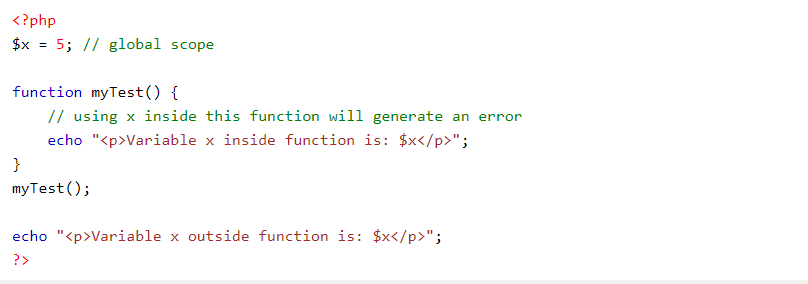 <?php
$x = 5; // global scope
function myTest() {
// using x inside this function will generate an error
echo "<p>Variable x inside function is: $x</p>";
}
myTest();
echo "<p>Variable x outside function is: $x</p>";
?>